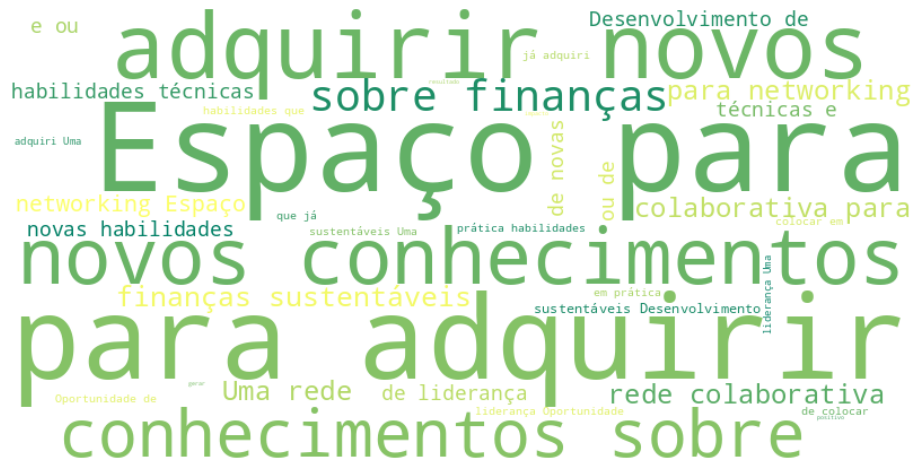 e ou
adquirir novos
Desenvolvimento de
já adquiri
habilidades técnicas
sobre finanças
resultado
para networking
habilidades que
técnicas e
Espaço para
adquiri Uma
de novas
ou de
networking Espaço
que já
colaborativa para
novas habilidades
sustentáveis Uma
prática habilidades
colocar em
novos conhecimentos
liderança Uma
finanças sustentáveis
em prática
sustentáveis Desenvolvimento
para adquirir
gerar
Uma rede
de liderança
rede colaborativa
Oportunidade de
liderança Oportunidade
de colocar
positivo
conhecimentos sobre